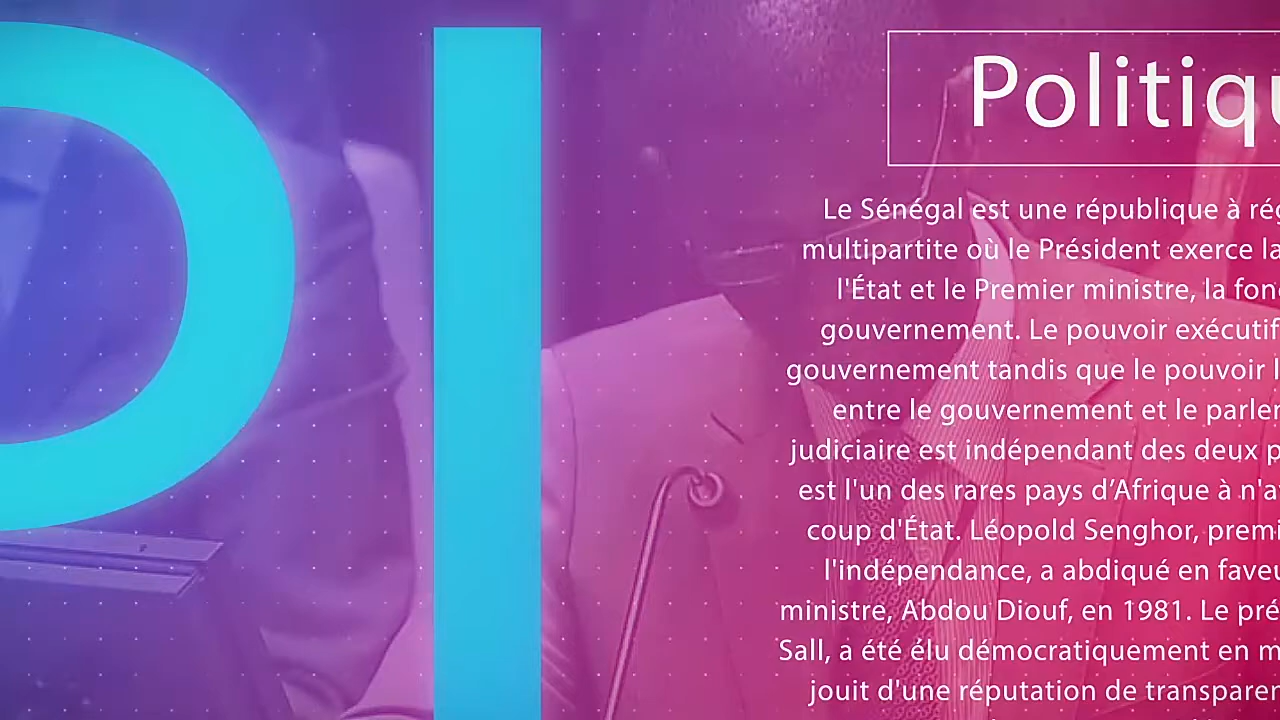 PI
Politiqu
Le Sénégal est une république à rég
multipartite où le Président exerce la
l'État et le Premier ministre, la fonc
gouvernement. Le pouvoir exécutif
gouvernement tandis que le pouvoir l
entre le gouvernement et le parlem
judiciaire est indépendant des deux p
est l'un des rares pays d’Afrique à n'av
coup d'État. Léopold Senghor, premi
l'indépendance, a abdiqué en faveu
ministre, Abdou Diouf, en 1981. Le pré
Sall, a été élu démocratiquement en m
jouit d'une réputation de transparen